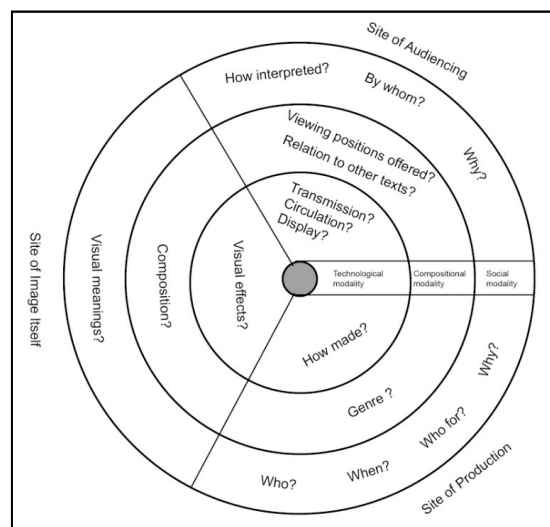 Site of Audiencing
How interpreted?
By whom?
Why?
Viewing positions offered?
Relation to other texts?
Transmission?
Circulation?
Display?
Site of Image Itself
Visual meanings?
Composition?
Visual effects?
Technological
modality
Compositional
modality
Social
modality
How made?
Genre ?
Why?
Who for?
When?
Who?
Site of Production